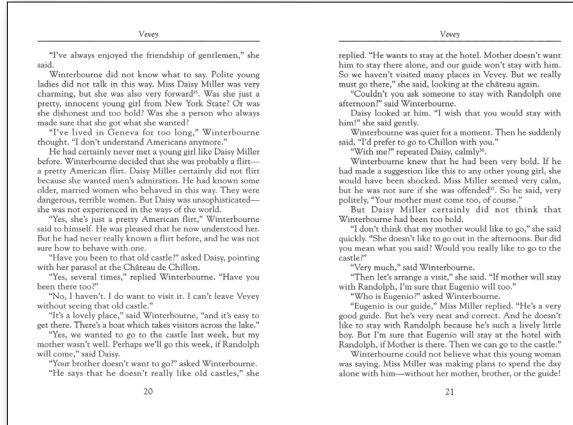 Vevey
"I've always enjoyed the friendship of gentlemen," she
said.
Winterbourne did not know what to say. Polite young
ladies did not talk in this way. Miss Daisy Miller was very
charming, but she was also very forward³⁵. Was she just a
pretty, innocent young girl from New York State? Or was
she dishonest and too bold? Was she a person who always
made sure that she got what she wanted?
"I've lived in Geneva for too long," Winterbourne
thought. "I don't understand Americans anymore."
He had certainly never met a young girl like Daisy Miller
before. Winterbourne decided that she was probably a flirt—
a pretty American flirt. Daisy Miller certainly did not flirt
because she wanted men's admiration. He had known some
older, married women who behaved in this way. They were
dangerous, terrible women. But Daisy was unsophisticated—
she was not experienced in the ways of the world.
"Yes, she's just a pretty American flirt," Winterbourne
said to himself. He was pleased that he now understood her.
But he had never really known a flirt before, and he was not
sure how to behave with one.
"Have you been to that old castle?" asked Daisy, pointing
with her parasol at the Château de Chillon.
"Yes, several times," replied Winterbourne. "Have you
been there too?"
"No, I haven't. I do want to visit it. I can't leave Vevey
without seeing that old castle."
"It's a lovely place," said Winterbourne, "and it's easy to
get there. There's a boat which takes visitors across the lake."
"Yes, we wanted to go to the castle last week, but my
mother wasn't well. Perhaps we'll go this week, if Randolph
will come," said Daisy.
"Your brother doesn't want to go?" asked Winterbourne.
"He says that he doesn't really like old castles," she
20
Vevey
replied. "He wants to stay at the hotel. Mother doesn't want
him to stay there alone, and our guide won't stay with him.
So we haven't visited many places in Vevey. But we really
must go there," she said, looking at the château again.
"Couldn't you ask someone to stay with Randolph one
afternoon?" said Winterbourne.
Daisy looked at him. "I wish that you would stay with
him!" she said gently.
Winterbourne was quiet for a moment. Then he suddenly
said, "I'd prefer to go to Chillon with you."
"With me?" repeated Daisy, calmly³⁶.
Winterbourne knew that he had been very bold. If he
had made a suggestion like this to any other young girl, she
would have been shocked. Miss Miller seemed very calm,
but he was not sure if she was offended³⁷. So he said, very
politely, "Your mother must come too, of course."
But Daisy Miller certainly did not think that
Winterbourne had been too bold.
"I don't think that my mother would like to go," she said
quickly. "She doesn't like to go out in the afternoons. But did
you mean what you said? Would you really like to go to the
castle?"
"Very much," said Winterbourne.
"Then let's arrange a visit," she said. "If mother will stay
with Randolph, I'm sure that Eugenio will too."
"Who is Eugenio?" asked Winterbourne.
"Eugenio is our guide," Miss Miller replied. "He's a very
good guide. But he's very neat and correct. And he doesn't
like to stay with Randolph because he's such a lively little
boy. But I'm sure that Eugenio will stay at the hotel with
Randolph, if Mother is there. Then we can go to the castle."
Winterbourne could not believe what this young woman
was saying. Miss Miller was making plans to spend the day
alone with him—without her mother, brother, or the guide!
21